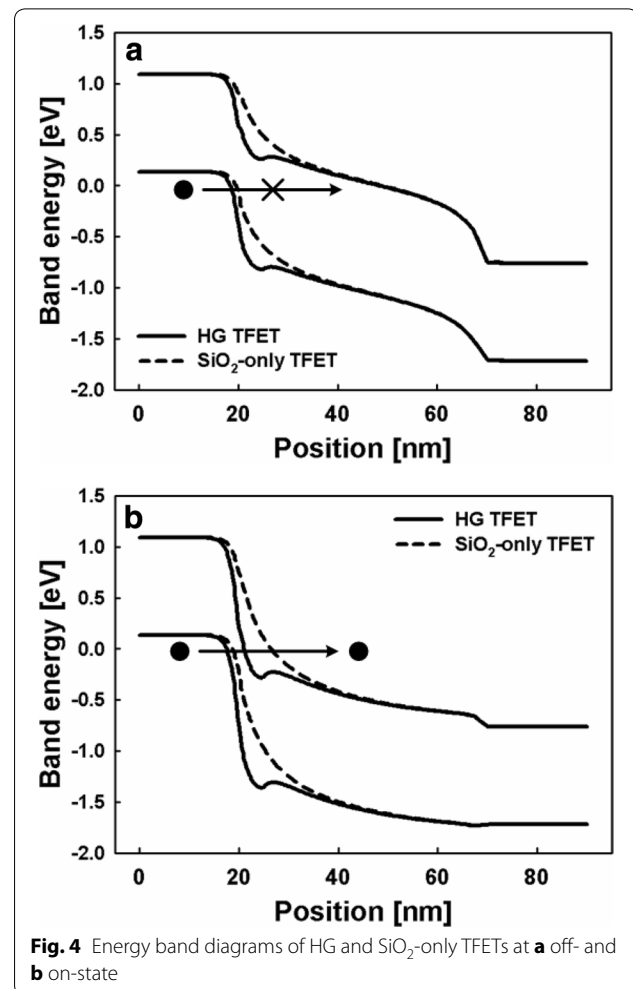 a
1.5
1.0
0.5
0.0
-0.5
-1.0
-1.5
-2.0
Band energy [eV]
HG TFET
SiO₂-only TFET
0 20 40 60 80
Position [nm]
b
1.5
1.0
0.5
0.0
-0.5
-1.0
-1.5
-2.0
Band energy [eV]
HG TFET
SiO₂-only TFET
0 20 40 60 80
Position [nm]
Fig. 4 Energy band diagrams of HG and SiO₂-only TFETs at a off- and
b on-state